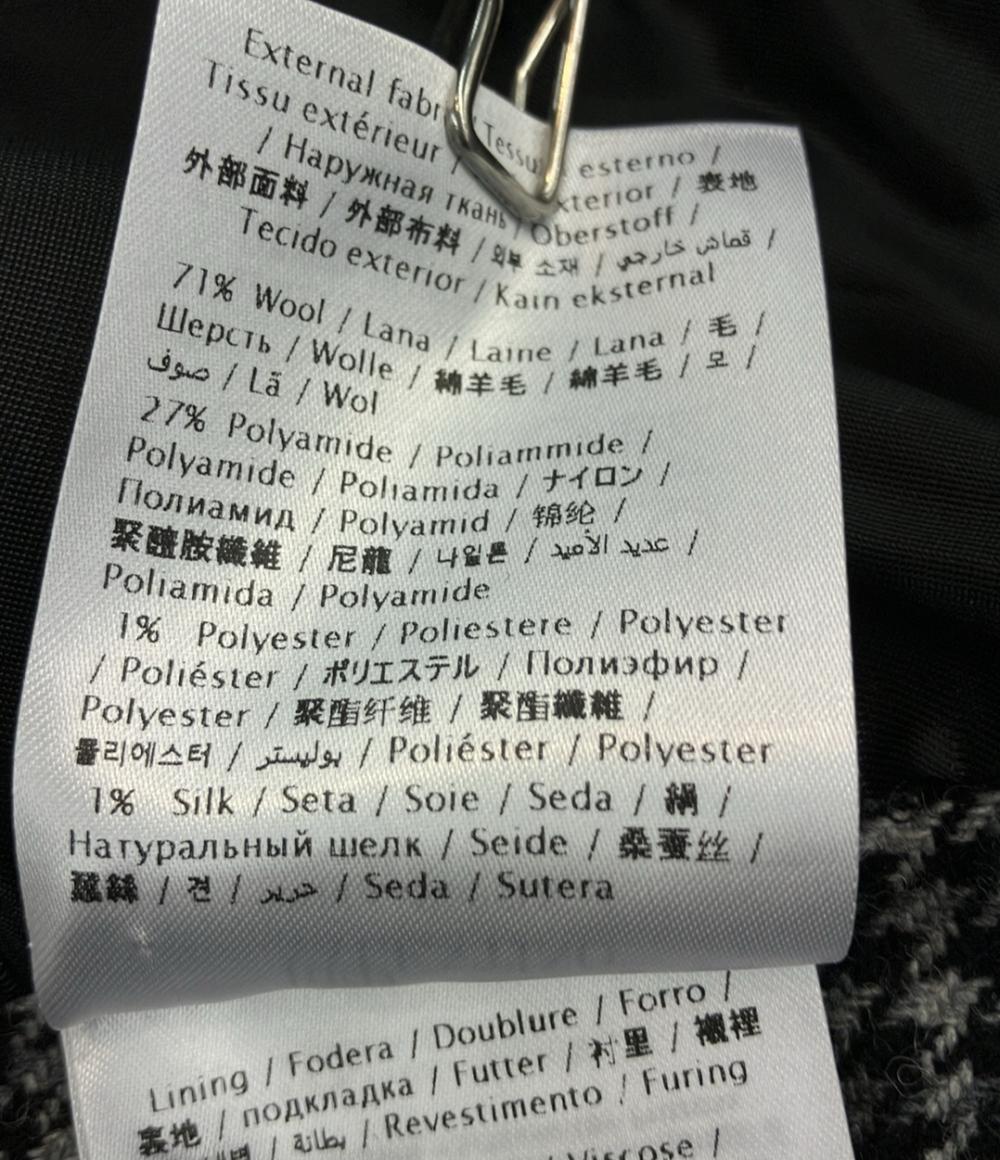 External fabr / Tessu esterno /
Tissu extérieur / xterior / 表地
/ Наружная ткань / Oberstoff /
外部面料 / 外部布料 / 외부 소재 / قماش خارجي /
Tecido exterior / Kain eksternal
71% Wool / Lana / Laine / Lana / 毛 /
Шерсть / Wolle / 綿羊毛 / 綿羊毛 / 모 /
صوف / Lã / Wol
27% Polyamide / Poliammide /
Polyamide / Poliamida / ナイロン /
Полиамид / Polyamid / 锦纶 /
聚醯胺纖維 / 尼龍 / 나일론 / عديد الأميد /
Poliamida / Polyamide
1% Polyester / Poliestere / Polyester
/ Poliéster / ポリエステル / Полиэфир /
Polyester / 聚酯纤维 / 聚酯纖維 /
폴리에스터 / بوليستر / Poliéster / Polyester
1% Silk / Seta / Soie / Seda / 絹 /
Натуральный шелк / Seide / 桑蚕丝 /
蠶絲 / 견 / حرير / Seda / Sutera
Lining / Fodera / Doublure / Forro /
表地 / подкладка / Futter / 衬里 / 襯裡
/ بطانة / Revestimento / Furing
Viscose /